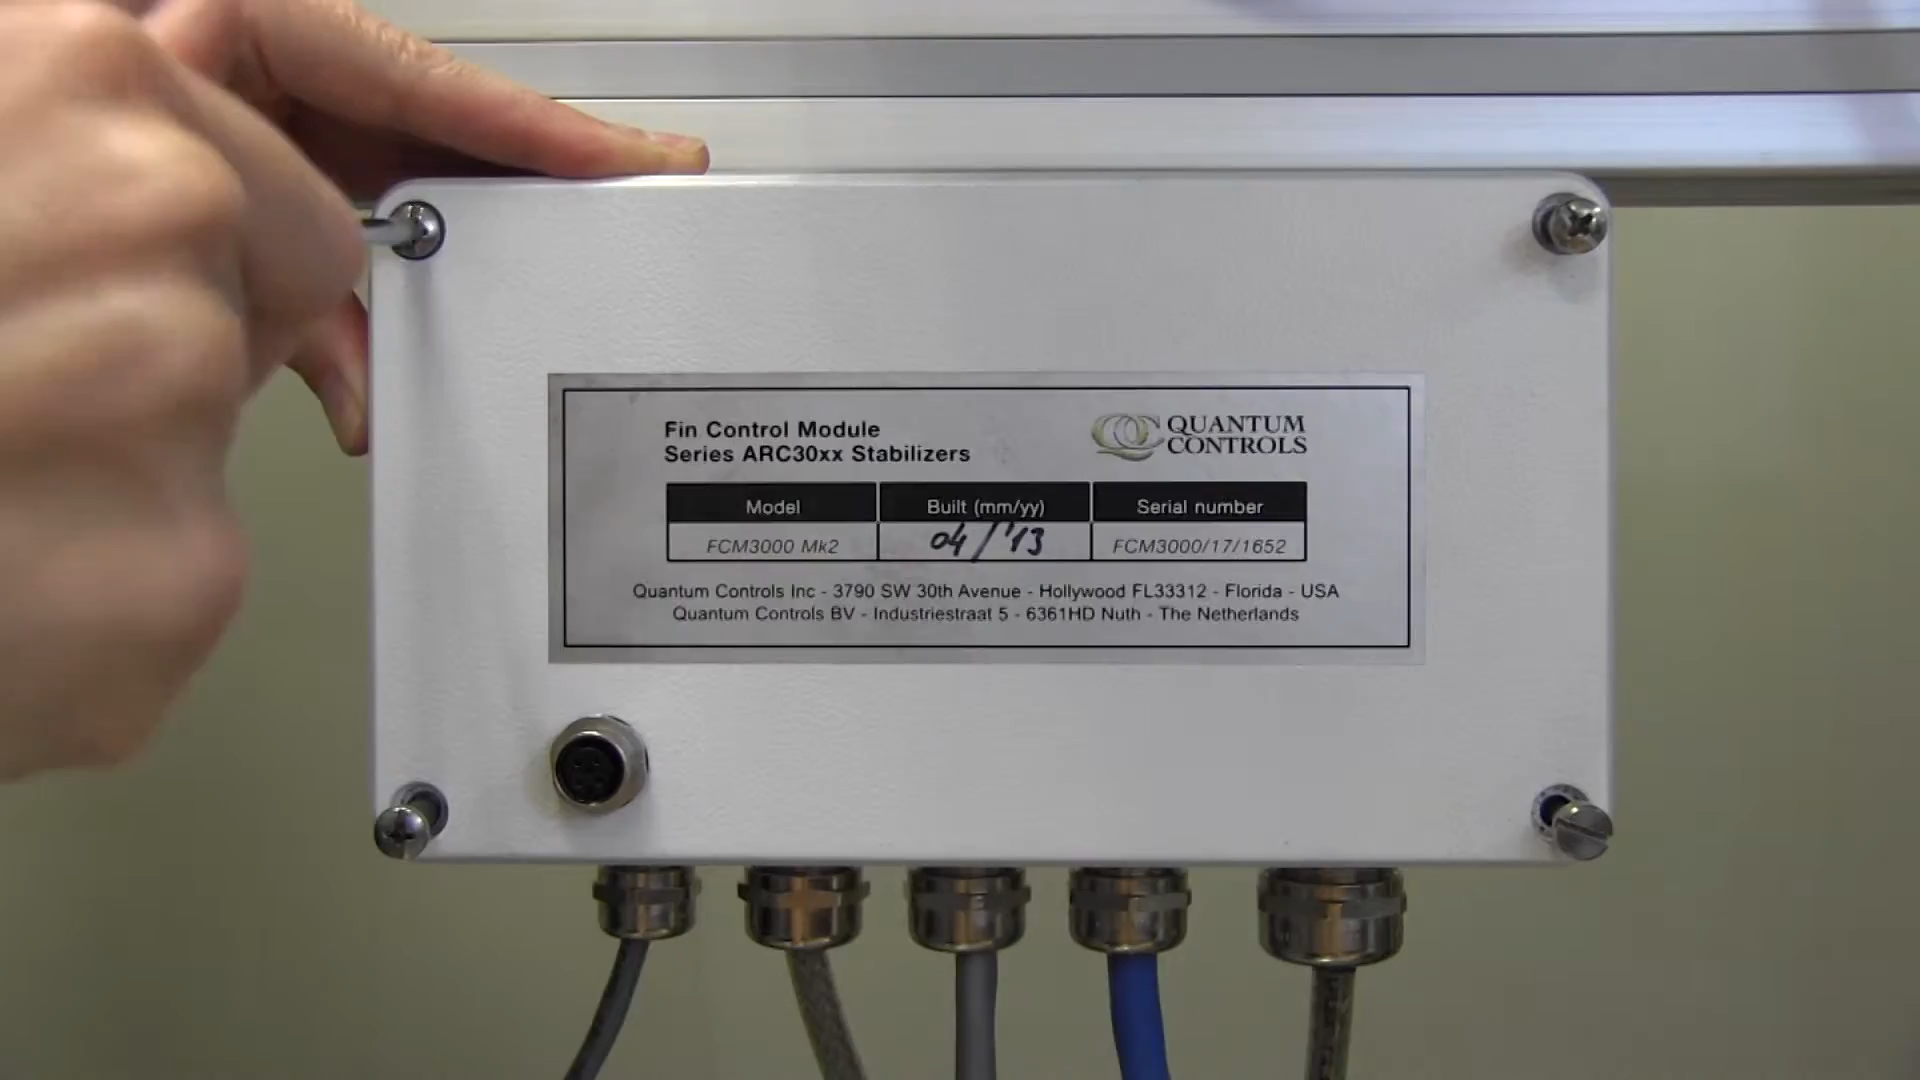 Fin Control Module
Series ARC30xx Stabilizers
QUANTUM
CONTROLS
Model Built (mm/yy) Serial number
FCM3000 Mk2 04/'13 FCM3000/17/1652
Quantum Controls Inc - 3790 SW 30th Avenue - Hollywood FL33312 - Florida - USA
Quantum Controls BV - Industriestraat 5 - 6361HD Nuth - The Netherlands